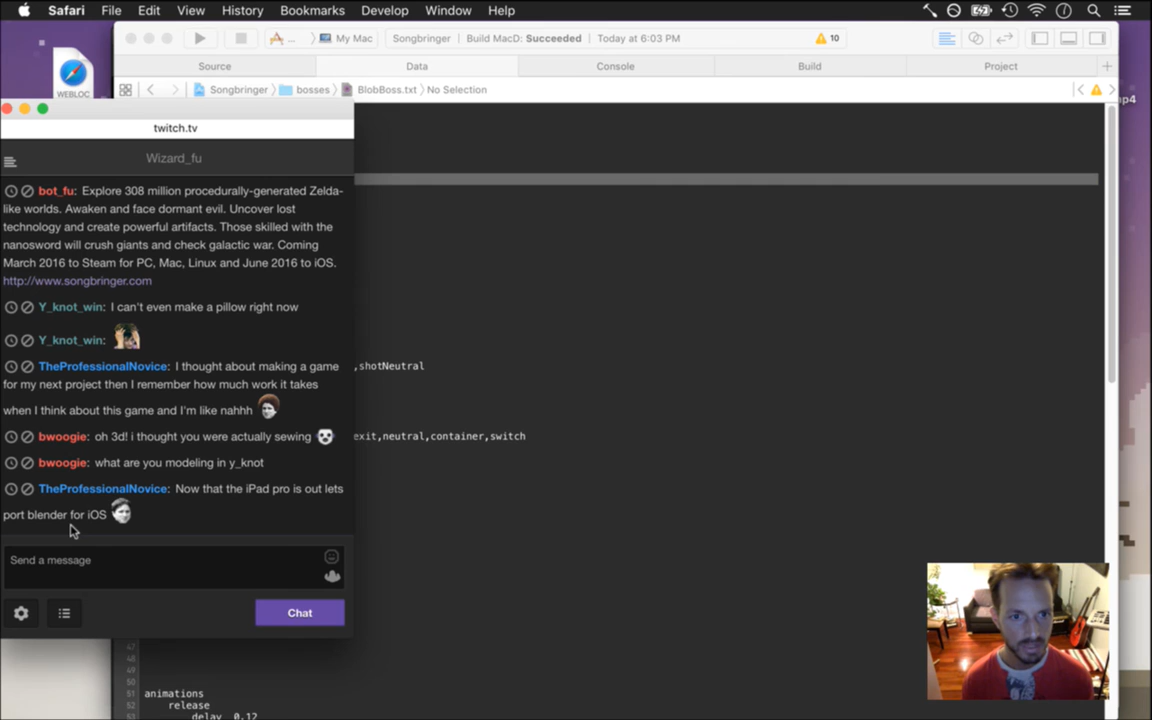 Safari File Edit View History Bookmarks Develop Window Help
My Mac Songbringer Build MacD: Succeeded Today at 6:03 PM 10
Source Data Console Build Project
WEBLOC
Songbringer bosses BlobBoss.txt No Selection
mp4
twitch.tv
Wizard_fu
bot_fu: Explore 308 million procedurally-generated Zelda-
like worlds. Awaken and face dormant evil. Uncover lost
technology and create powerful artifacts. Those skilled with the
nanosword will crush giants and check galactic war. Coming
March 2016 to Steam for PC, Mac, Linux and June 2016 to iOS.
http://www.songbringer.com
Y_knot_win: I can't even make a pillow right now
Y_knot_win:
TheProfessionalNovice: I thought about making a game
for my next project then I remember how much work it takes
when I think about this game and I'm like nahhh
bwoogie: oh 3d! i thought you were actually sewing
bwoogie: what are you modeling in y_knot
TheProfessionalNovice: Now that the iPad pro is out lets
port blender for iOS
Send a message
Chat
,shotNeutral
exit,neutral,container,switch
47
48
49
50
51 animations
52 release
53 delay 0.12